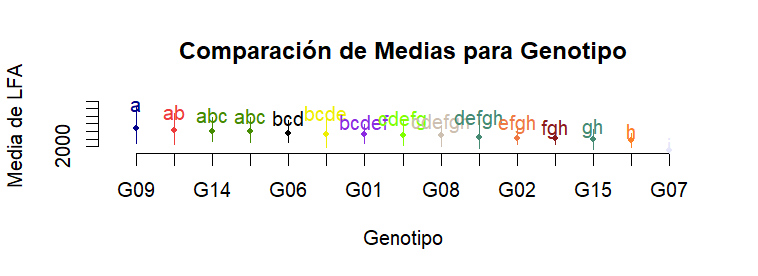 Comparación de Medias para Genotipo
Media de LFA
2000
a ab abc abc bcd bcde bcdef cdefg cdefgh defgh efgh fgh gh h
G09 G14 G06 G01 G08 G02 G15 G07
Genotipo